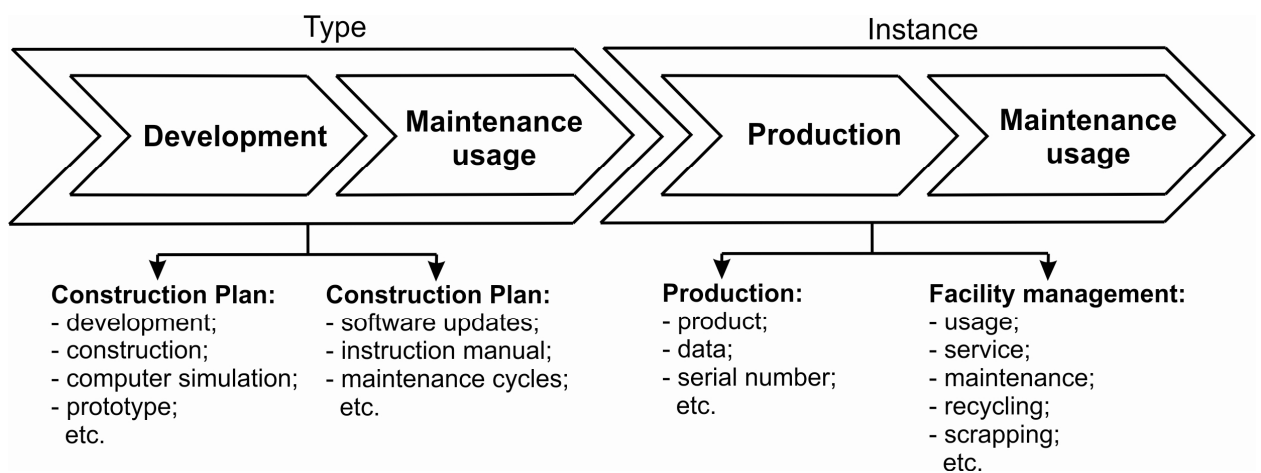 Type
Instance
Development
Maintenance
usage
Production
Maintenance
usage
Construction Plan:
- development;
- construction;
- computer simulation;
- prototype;
etc.
Construction Plan:
- software updates;
- instruction manual;
- maintenance cycles;
etc.
Production:
- product;
- data;
- serial number;
etc.
Facility management:
- usage;
- service;
- maintenance;
- recycling;
- scrapping;
etc.